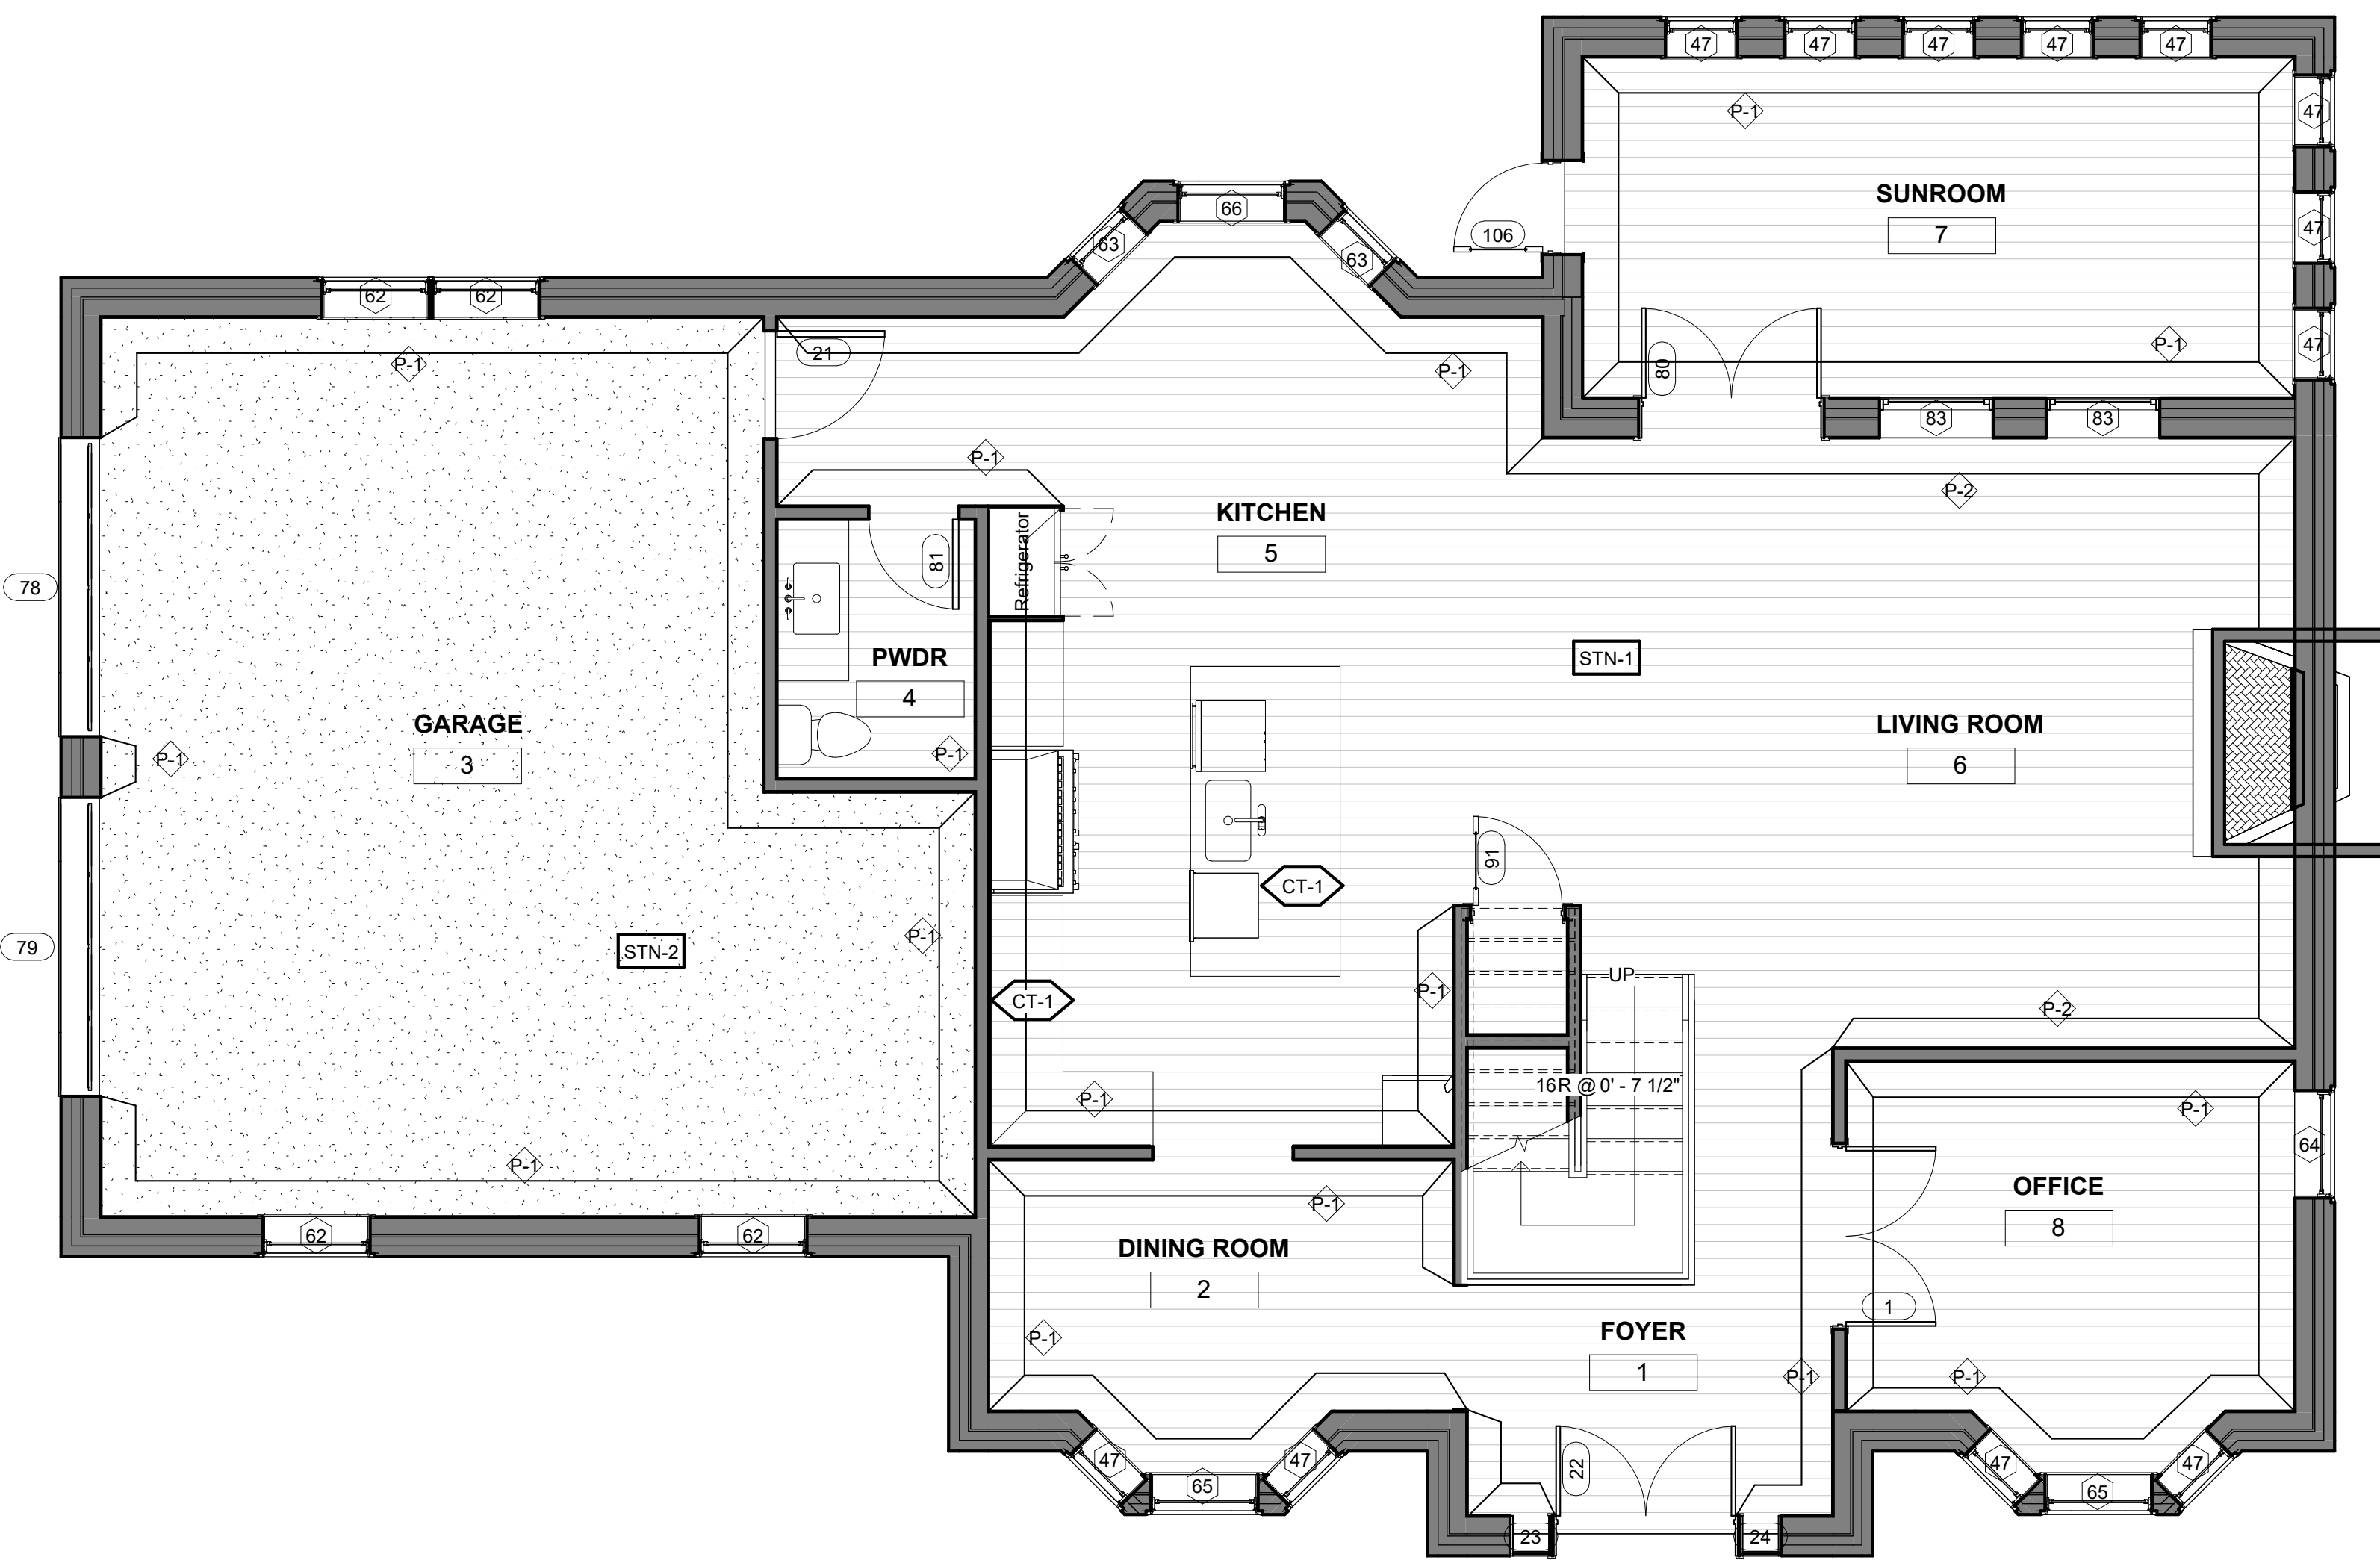 47 47 47 47 47
47
P-1
SUNROOM
7
66
63
63
106
47
62 62
21
P-1
P-1
80
P-1
47
83 83
P-1
P-2
KITCHEN
5
Refrigerator
81
78
PWDR
4
STN-1
GARAGE
3
P-1
P-1
LIVING ROOM
6
91
CT-1
STN-2
P-1
79
UP
CT-1
P-1
P-2
16R @ 0' - 7 1/2"
P-1
P-1
64
P-1
P-1
OFFICE
8
62
62
DINING ROOM
2
1
P-1
FOYER
1
P-1
P-1
47
65
47
22
47
65
47
23
24